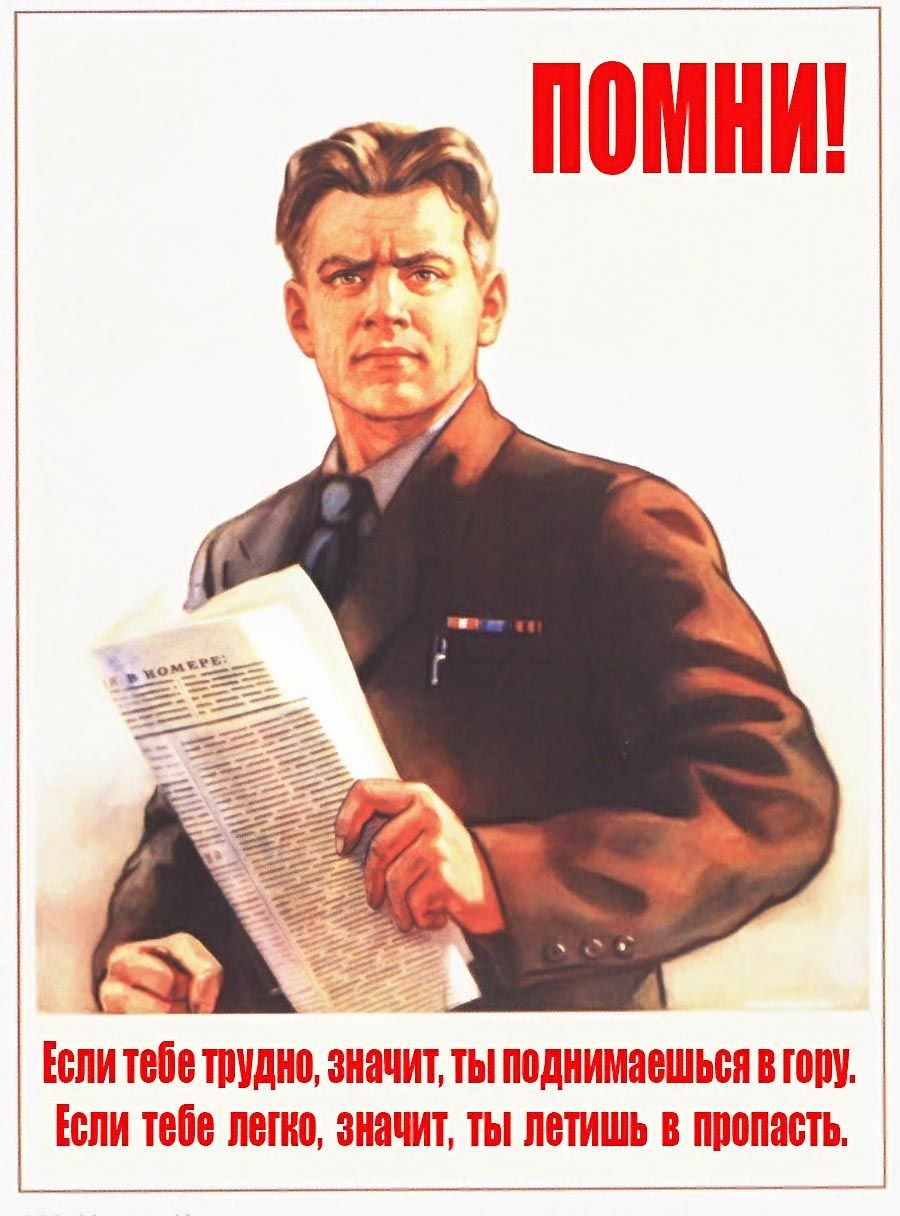 ПОМНИ!
В НОМЕРЕ:
Если тебе трудно, значит, ты поднимаешься в гору.
Если тебе легко, значит, ты летишь в пропасть.